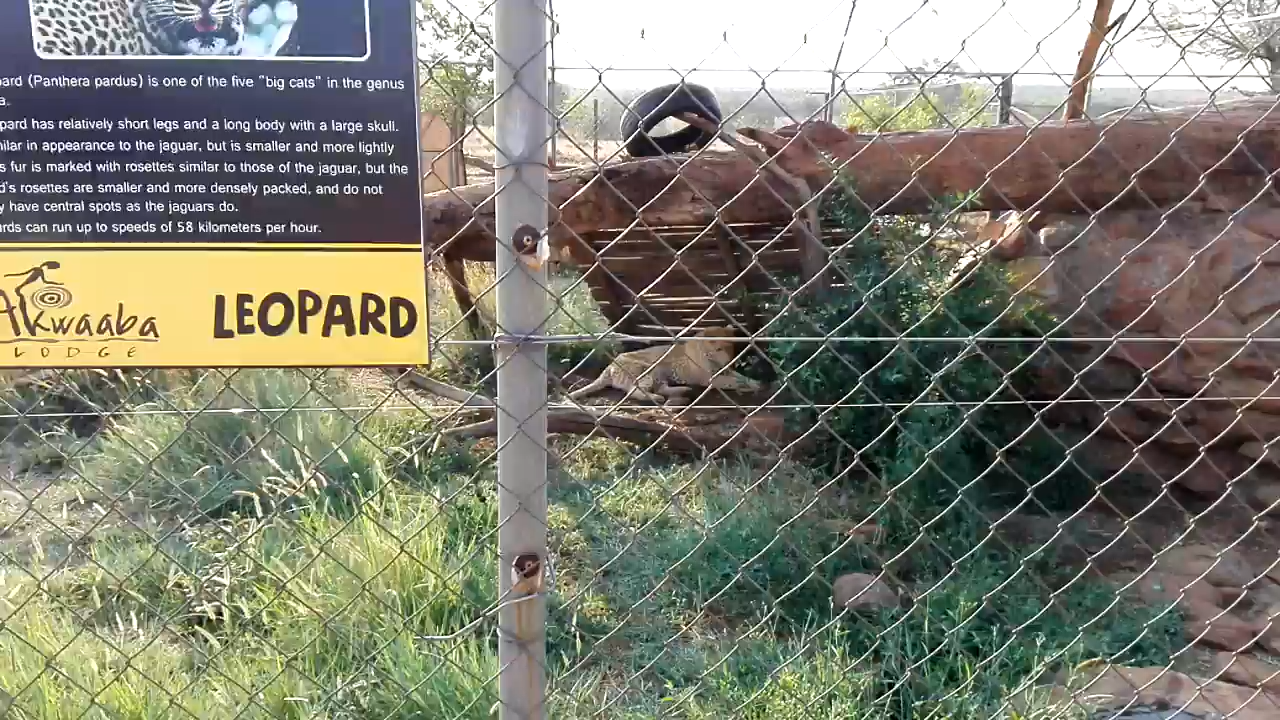 ard (Panthera pardus) is one of the five "big cats" in the genus
a.
pard has relatively short legs and a long body with a large skull.
ilar in appearance to the jaguar, but is smaller and more lightly
s fur is marked with rosettes similar to those of the jaguar, but the
d's rosettes are smaller and more densely packed, and do not
y have central spots as the jaguars do.
rds can run up to speeds of 58 kilometers per hour.
Akwaaba
LODGE
LEOPARD